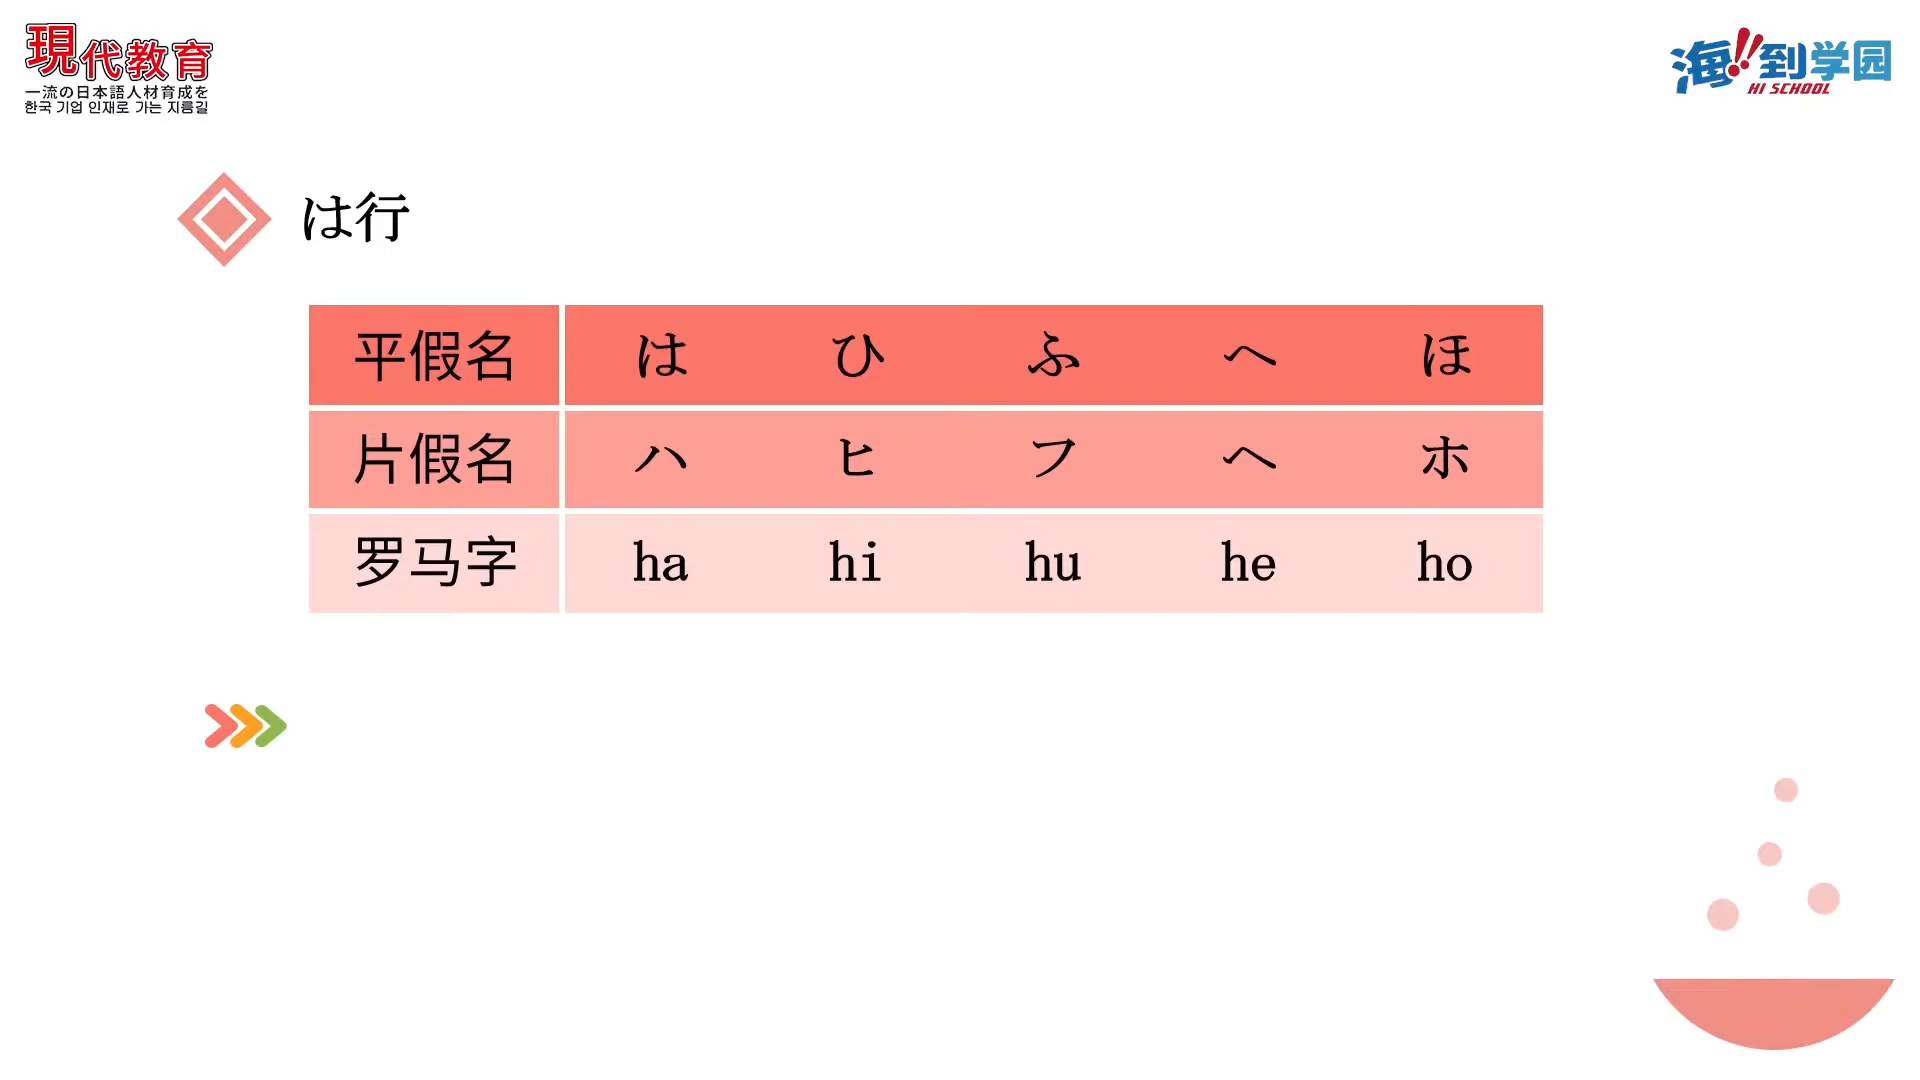 現代教育
一流の日本語人材育成を
한국 기업 인재로 가는 지름길
海!!到学园
HI SCHOOL
は行
平假名 は ひ ふ へ ほ
片假名 ハ ヒ フ ヘ ホ
罗马字 ha hi hu he ho